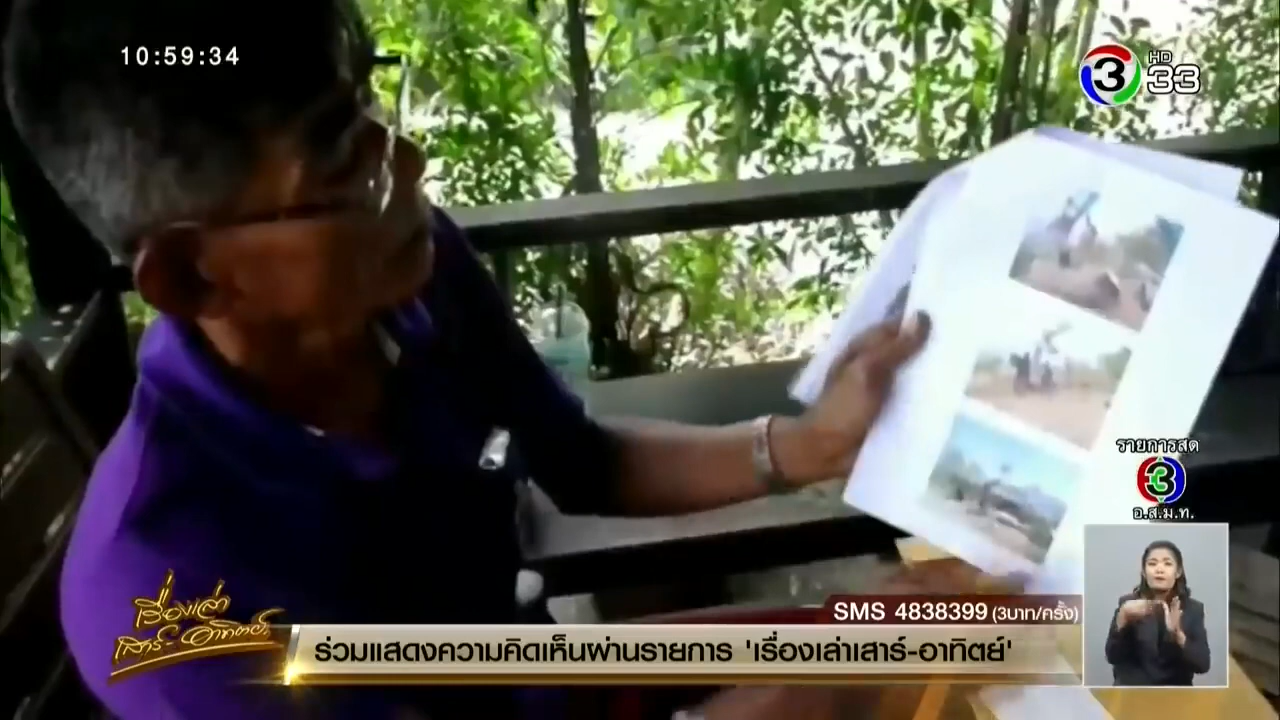 10:59:34
3 HD 33
รายการสด
3
อ.ส.ม.ท.
SMS 4838399 (3บาท/ครั้ง)
เรื่องเล่า
เสาร์-อาทิตย์
ร่วมแสดงความคิดเห็นผ่านรายการ 'เรื่องเล่าเสาร์-อาทิตย์'